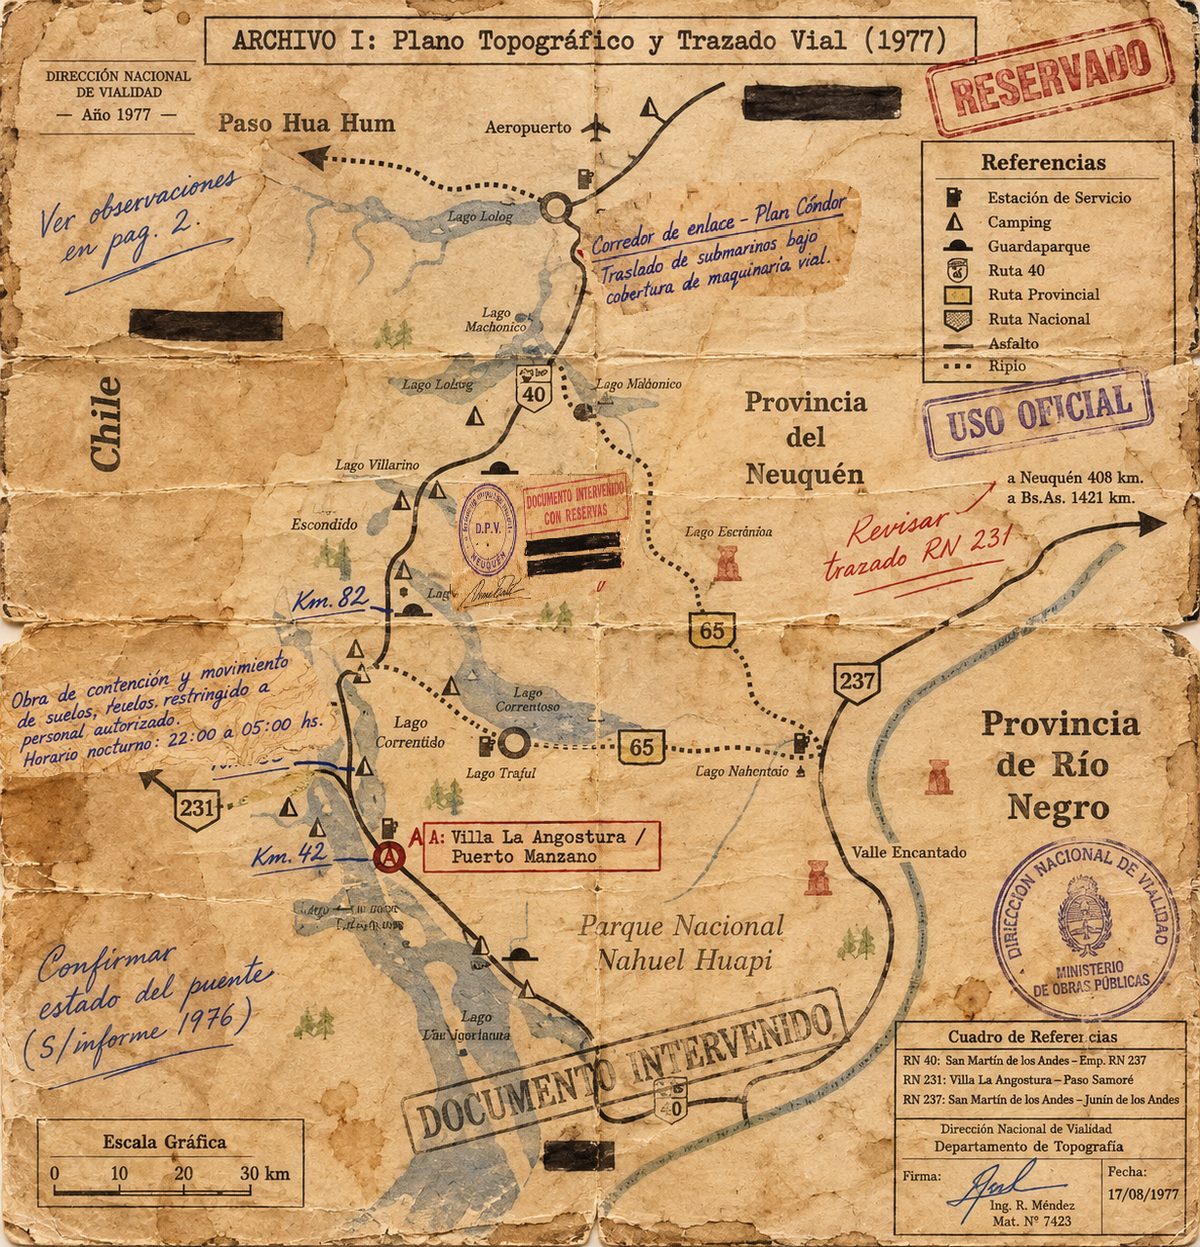 ARCHIVO I: Plano Topográfico y Trazado Vial (1977)
DIRECCIÓN NACIONAL
DE VIALIDAD
— Año 1977 —
RESERVADO
Paso Hua Hum
Aeropuerto
Ver observaciones
en pag. 2.
Lago Lolog
Corredor de enlace – Plan Cóndor
Traslado de submarinos bajo
cobertura de maquinaria vial.
Referencias
Estación de Servicio
Camping
Guardaparque
Ruta 40
Ruta Provincial
Ruta Nacional
Asfalto
Ripio
Lago
Machonico
Chile
40
Provincia
del
Neuquén
USO OFICIAL
Lago Villarino
a Neuquén 408 km.
a Bs.As. 1421 km.
Escondido
DOCUMENTO INTERVENIDO
CON RESERVAS
D.P.V.
NEUQUÉN
Revisar
trazado RN 231
Km. 82
65
237
Obra de contención y movimiento
de suelos, restringido a
personal autorizado.
Horario nocturno: 22:00 a 05:00 hs.
Lago
Correntoso
Lago
65
Lago Traful
231
Provincia
de Río
Negro
Km. 42
A
A A: Villa La Angostura /
Puerto Manzano
Valle Encantado
Parque Nacional
Nahuel Huapi
DIRECCION NACIONAL DE VIALIDAD
MINISTERIO
DE OBRAS PÚBLICAS
Confirmar
estado del puente
(S/informe 1976)
Lago
DOCUMENTO INTERVENIDO
40
Cuadro de Referencias
RN 40: San Martín de los Andes – Emp. RN 237
RN 231: Villa La Angostura – Paso Samoré
RN 237: San Martín de los Andes – Junín de los Andes
Dirección Nacional de Vialidad
Departamento de Topografía
Firma:
Ing. R. Méndez
Mat. Nº 7423
Fecha:
17/08/1977
Escala Gráfica
0 10 20 30 km